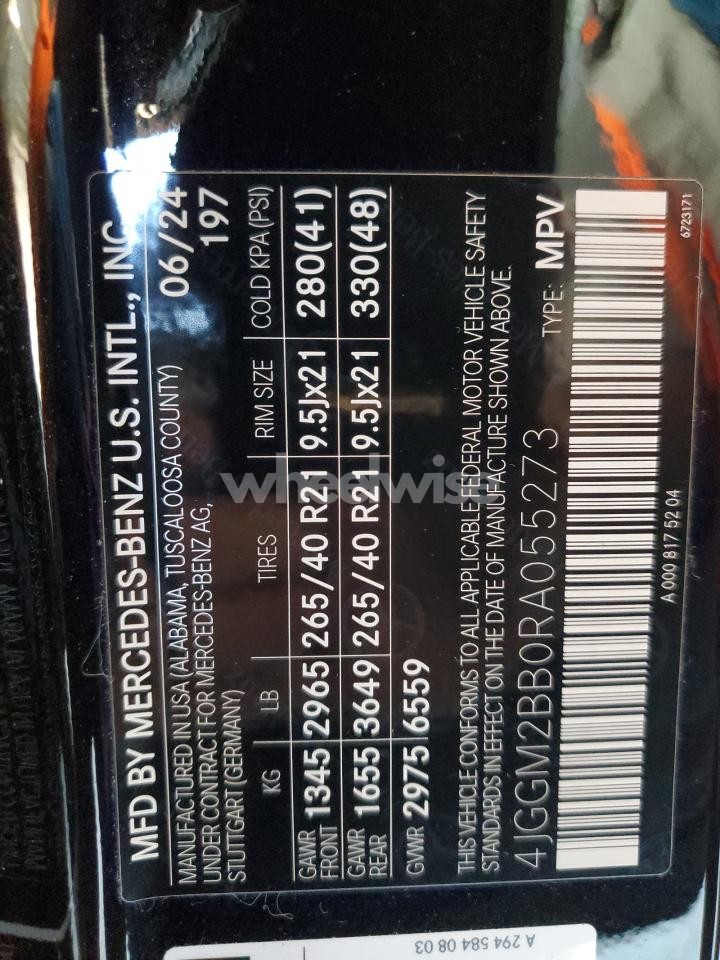 MFD BY MERCEDES-BENZ U.S. INTL., INC
MANUFACTURED IN USA (ALABAMA, TUSCALOOSA COUNTY)
UNDER CONTRACT FOR MERCEDES-BENZ AG,
STUTTGART (GERMANY)
06/24
197
KG LB TIRES RIM SIZE COLD KPA (PSI)
GAWR FRONT 1345 2965 265/40 R21 9.5Jx21 280(41)
GAWR REAR 1655 3649 265/40 R21 9.5Jx21 330(48)
GVWR 2975 6559
THIS VEHICLE CONFORMS TO ALL APPLICABLE FEDERAL MOTOR VEHICLE SAFETY
STANDARDS IN EFFECT ON THE DATE OF MANUFACTURE SHOWN ABOVE.
4JGGM2BB0RA055273 TYPE: MPV
A 000 817 52 04
6723171
A 294 584 08 03
wheelwise